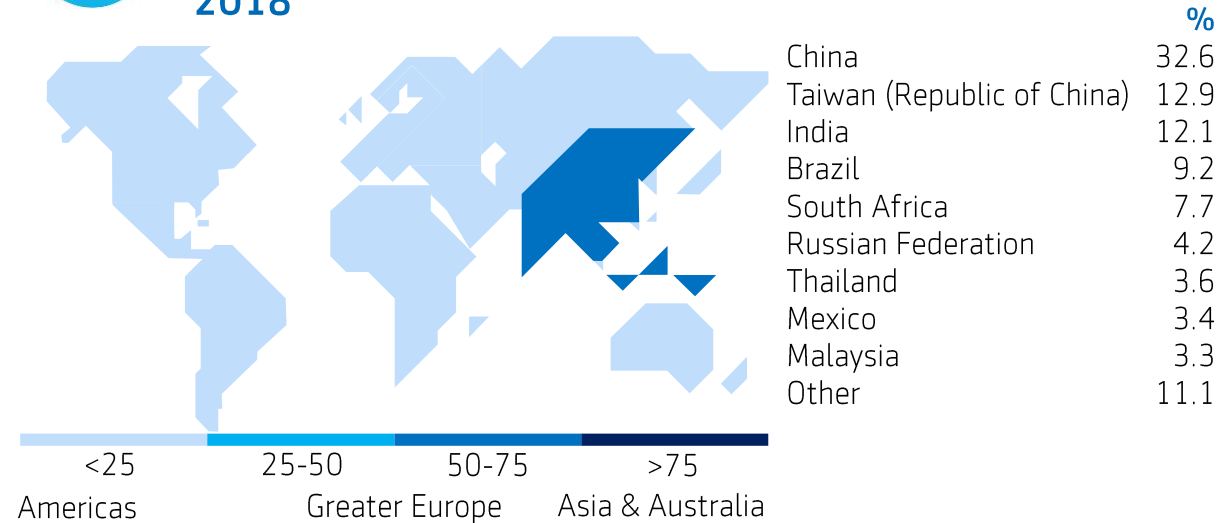 2018
%
China 32.6
Taiwan (Republic of China) 12.9
India 12.1
Brazil 9.2
South Africa 7.7
Russian Federation 4.2
Thailand 3.6
Mexico 3.4
Malaysia 3.3
Other 11.1
<25 25-50 50-75 >75
Americas Greater Europe Asia & Australia